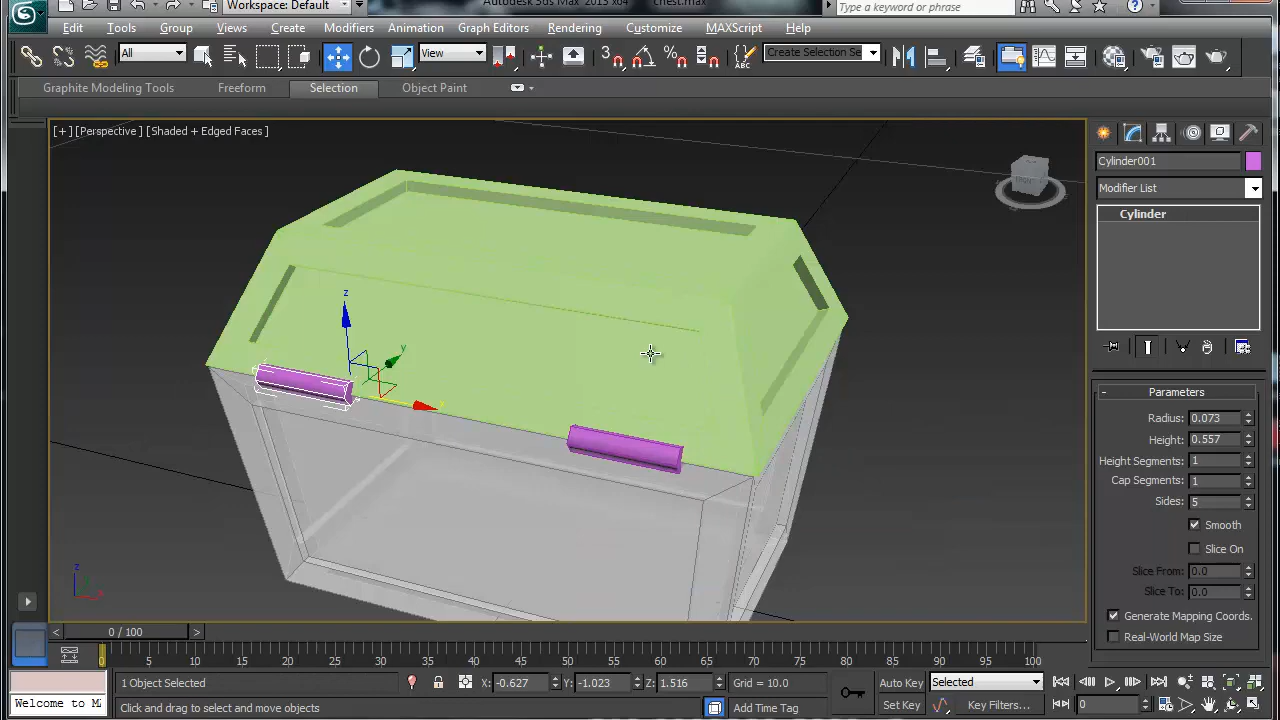 Workspace: Default
Autodesk 3ds Max 2013 x64 chest.max
Type a keyword or phrase
Edit Tools Group Views Create Modifiers Animation Graph Editors Rendering Customize MAXScript Help
All View Create Selection Se
Graphite Modeling Tools Freeform Selection Object Paint
[+] [Perspective] [Shaded + Edged Faces]
Cylinder001
Modifier List
Cylinder
z
y
x
- Parameters
Radius: 0.073
Height: 0.557
Height Segments: 1
Cap Segments: 1
Sides: 5
Smooth
Slice On
Slice From: 0.0
Slice To: 0.0
Generate Mapping Coords.
Real-World Map Size
z
x
< 0 / 100 >
0 5 10 15 20 25 30 35 40 45 50 55 60 65 70 75 80 85 90 95 100
1 Object Selected X: -0.627 Y: -1.023 Z: 1.516 Grid = 10.0 Auto Key Selected
Welcome to M Click and drag to select and move objects Add Time Tag Set Key Key Filters... 0